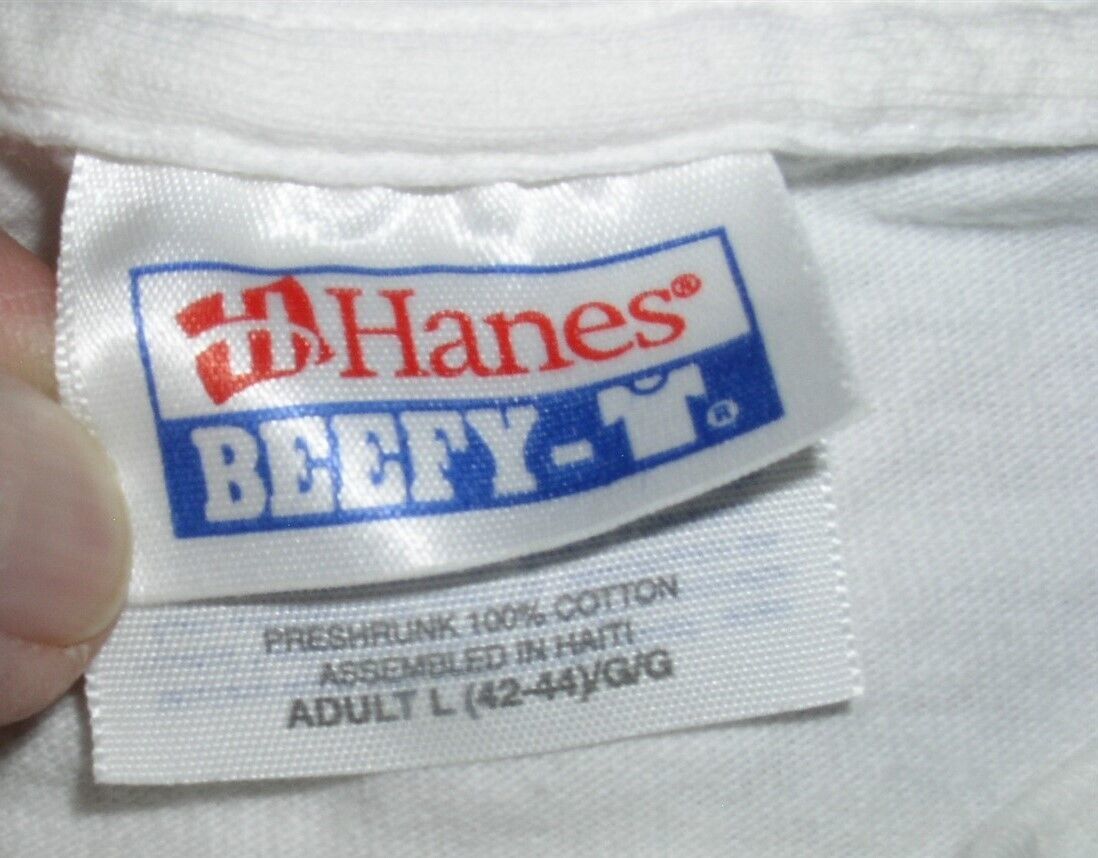 Hanes®
BEEFY-T®
PRESHRUNK 100% COTTON
ASSEMBLED IN HAITI
ADULT L (42-44)/G/G